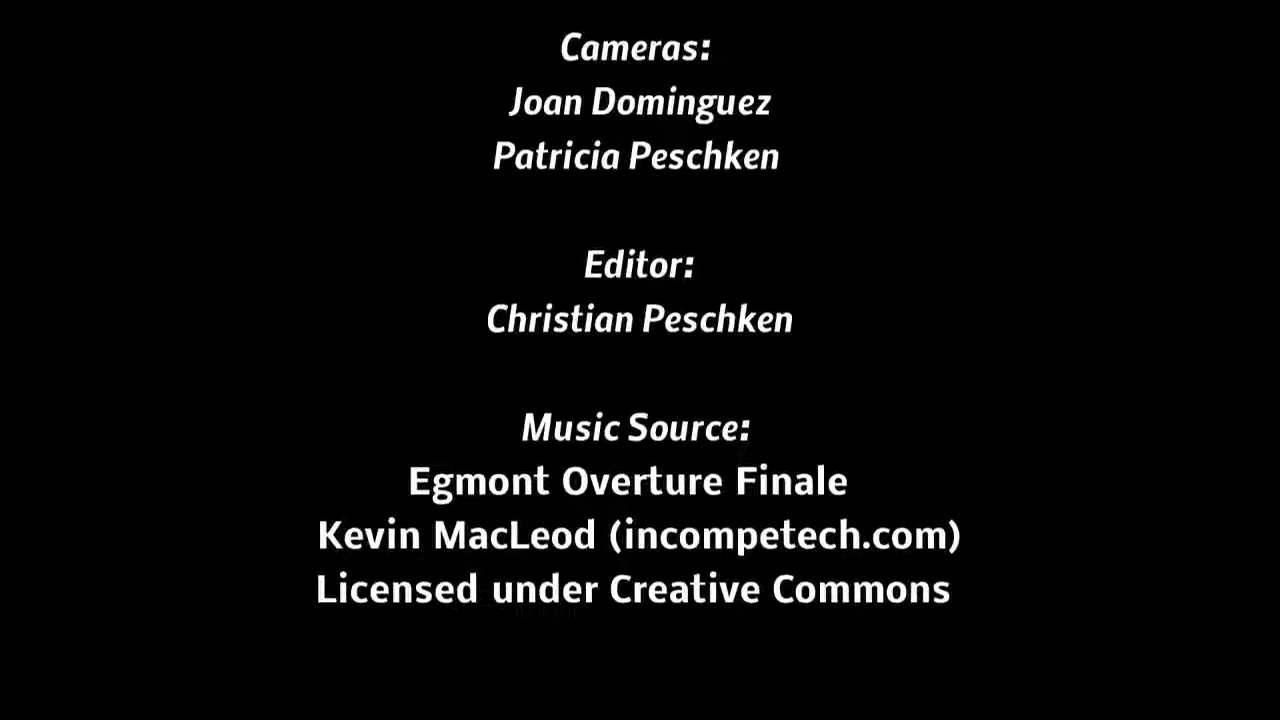 Cameras:
Joan Dominguez
Patricia Peschken
Editor:
Christian Peschken
Music Source:
Egmont Overture Finale
Kevin MacLeod (incompetech.com)
Licensed under Creative Commons